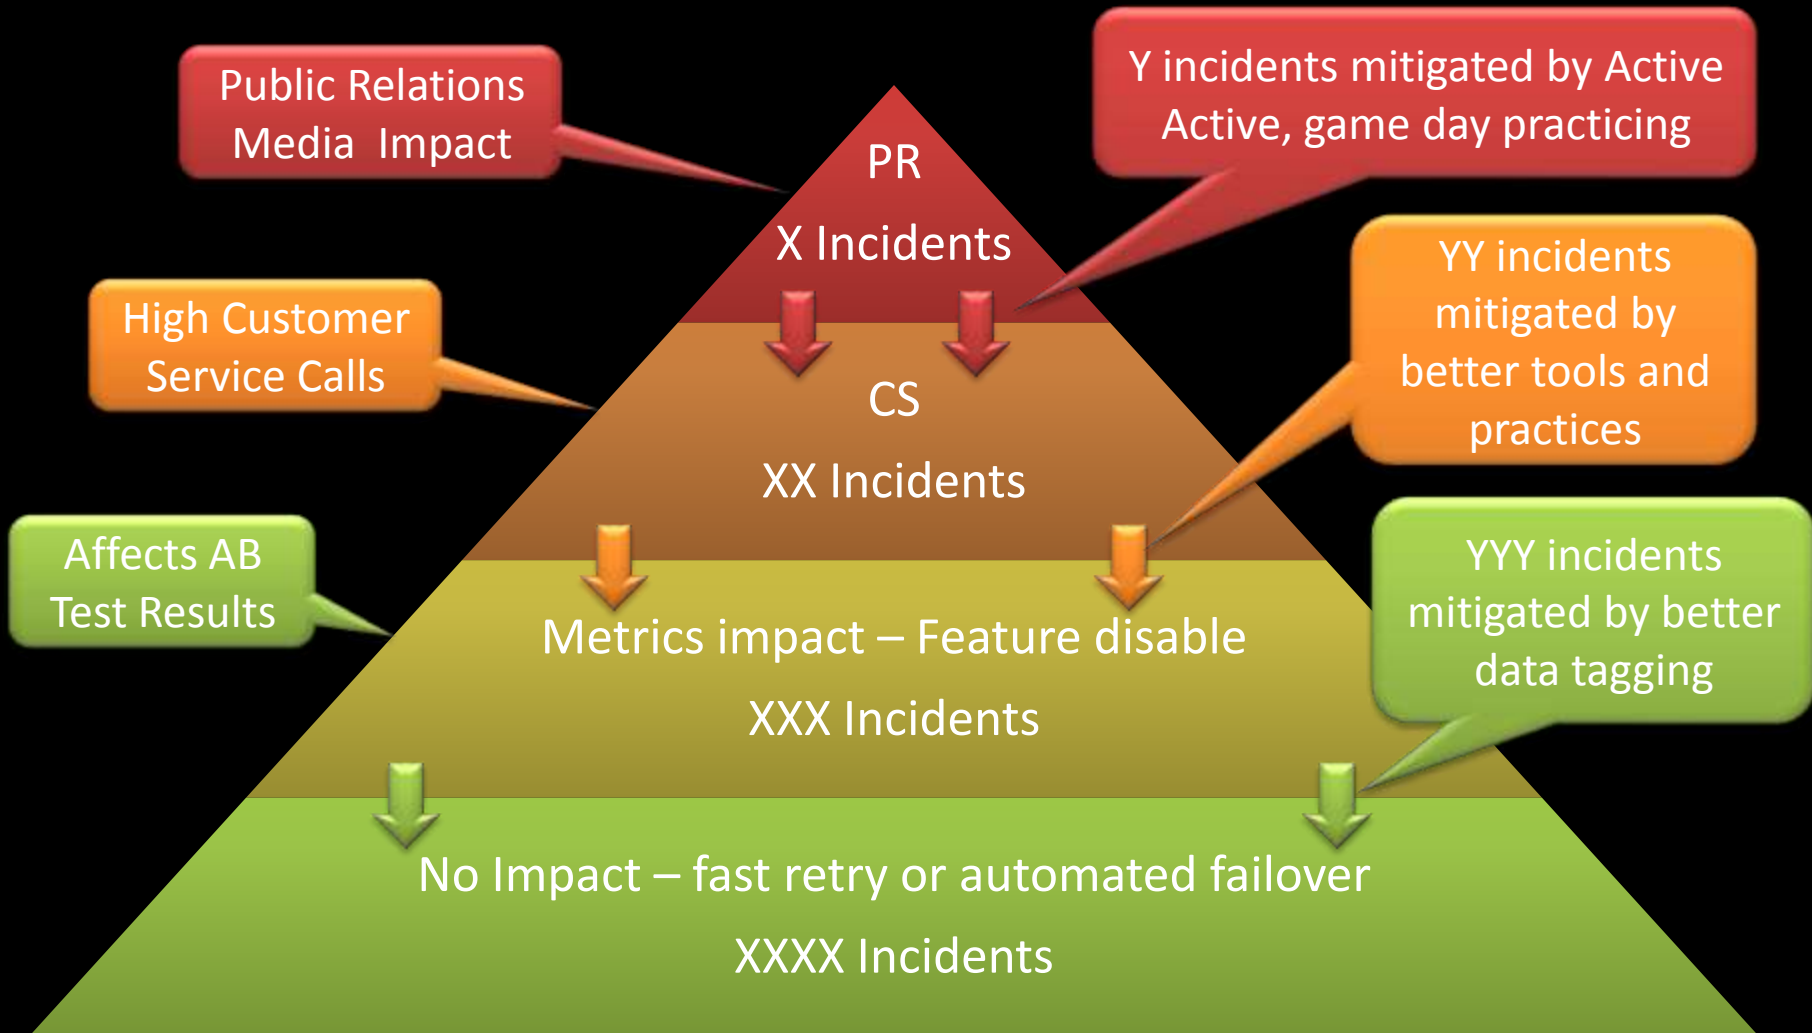 Public Relations
Media Impact
Y incidents mitigated by Active
Active, game day practicing
PR
X Incidents
High Customer
Service Calls
YY incidents
mitigated by
better tools and
practices
CS
XX Incidents
Affects AB
Test Results
YYY incidents
mitigated by better
data tagging
Metrics impact – Feature disable
XXX Incidents
No Impact – fast retry or automated failover
XXXX Incidents